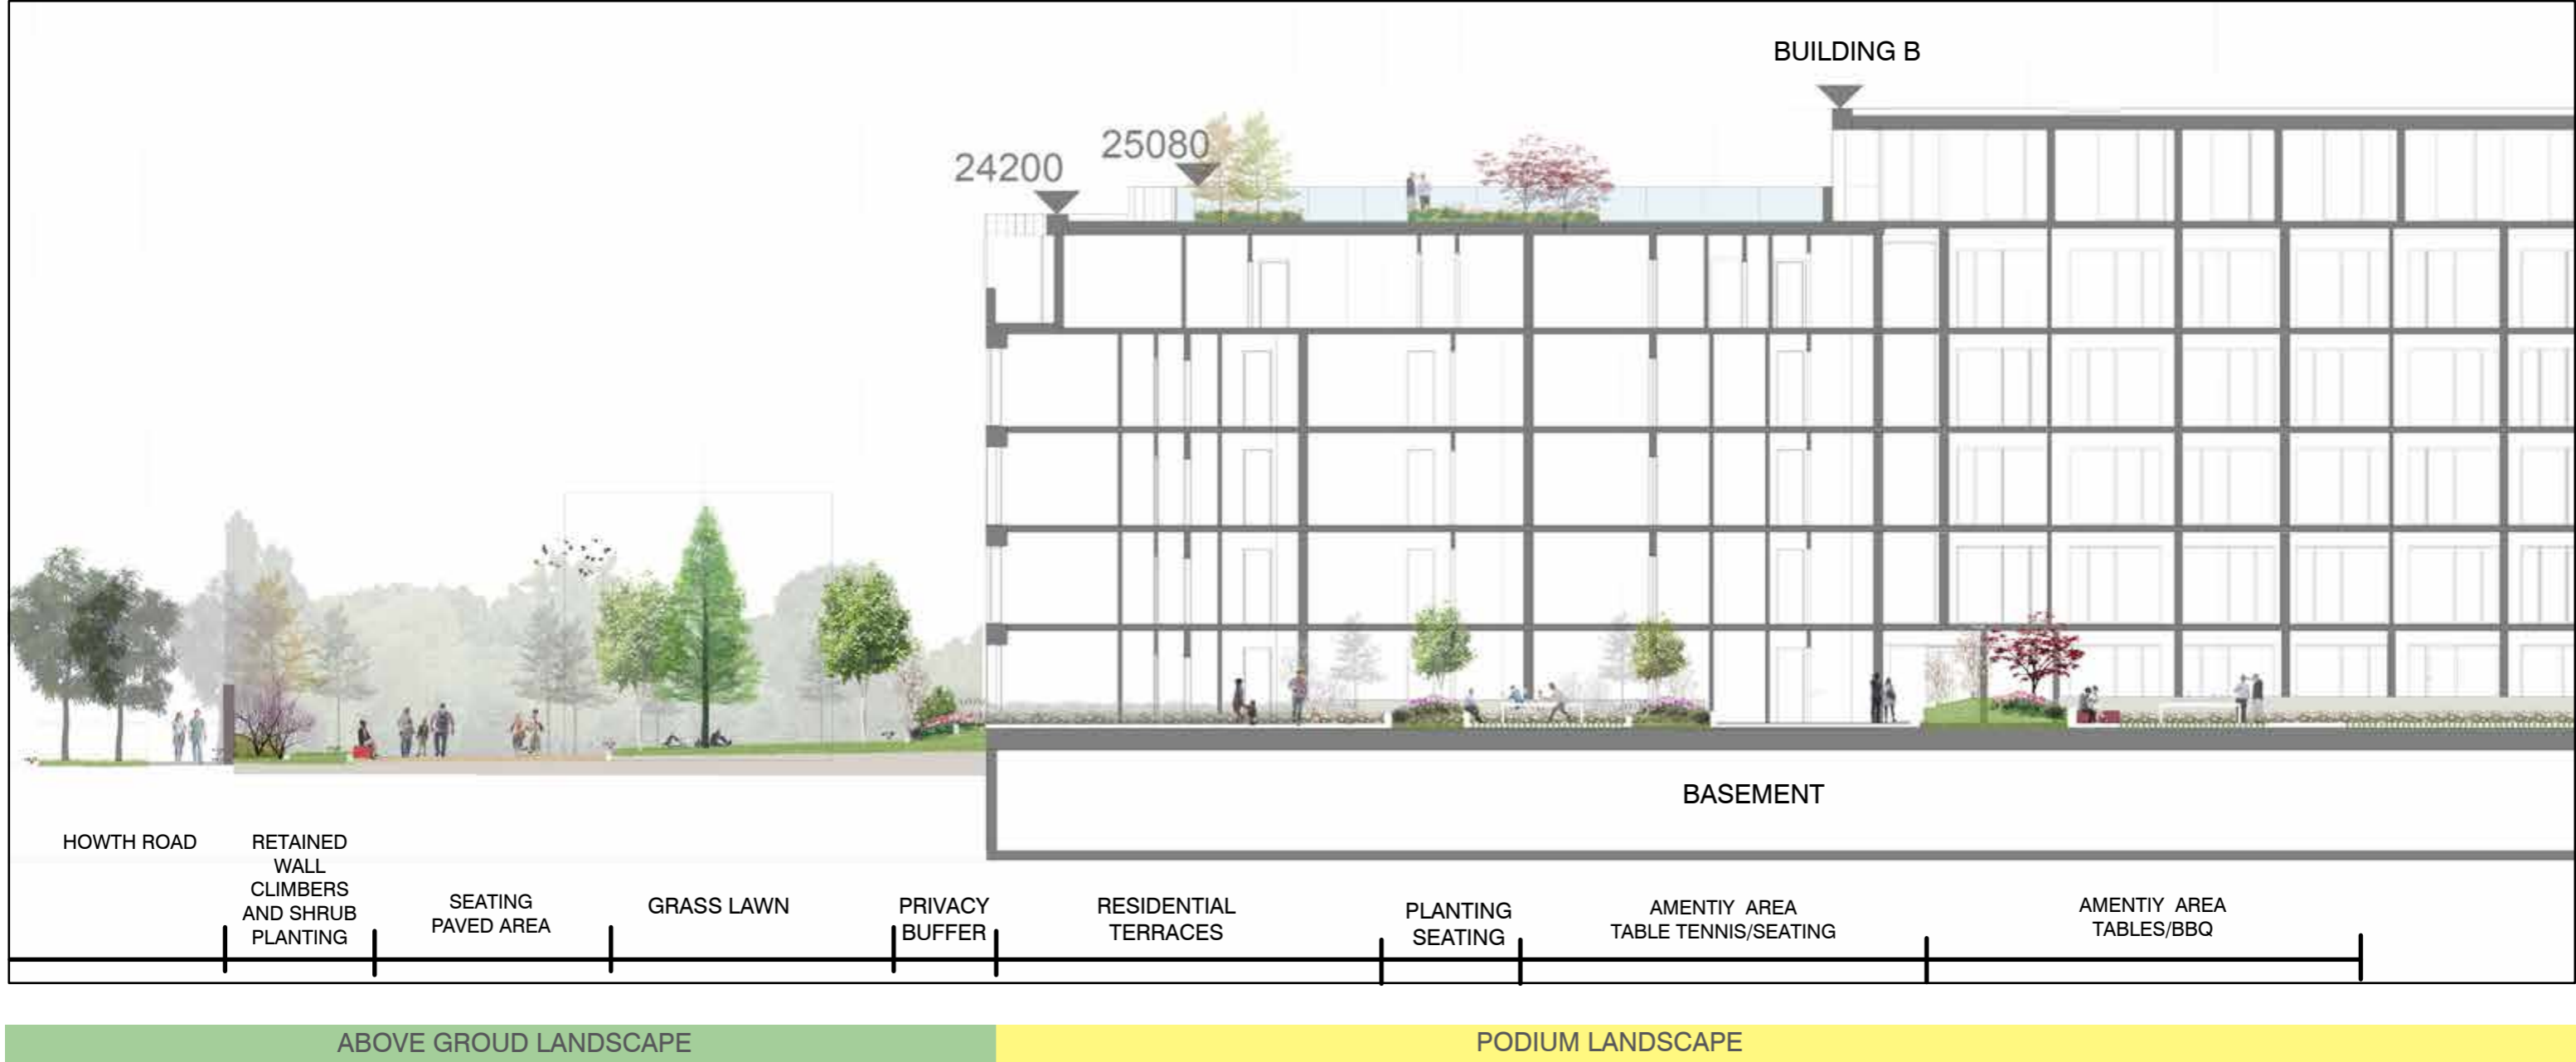 BUILDING B
25080
24200
BASEMENT
HOWTH ROAD
RETAINED
WALL
CLIMBERS
AND SHRUB
PLANTING
SEATING
PAVED AREA
GRASS LAWN
PRIVACY
BUFFER
RESIDENTIAL
TERRACES
PLANTING
SEATING
AMENTIY AREA
TABLE TENNIS/SEATING
AMENTIY AREA
TABLES/BBQ
ABOVE GROUD LANDSCAPE
PODIUM LANDSCAPE